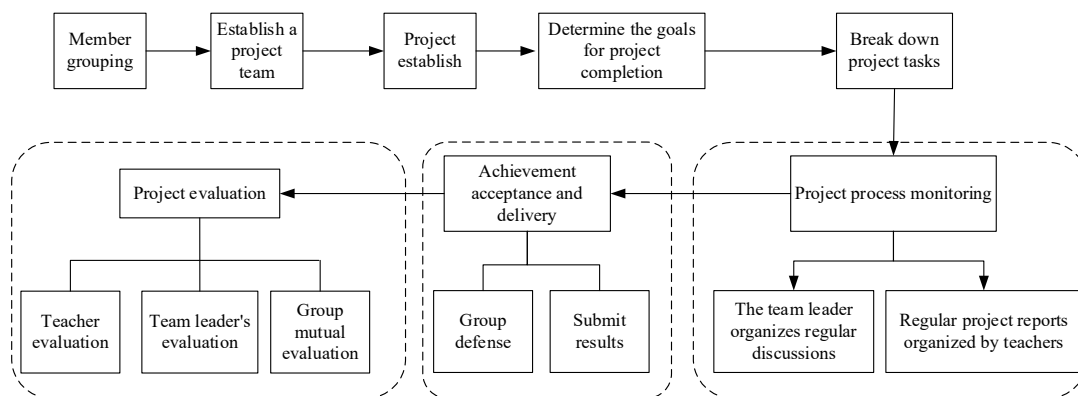 Member
grouping
Establish a
project
team
Project
establish
Determine the goals
for project
completion
Break down
project tasks
Project evaluation
Achievement
acceptance and
delivery
Project process monitoring
Teacher
evaluation
Team leader's
evaluation
Group
mutual
evaluation
Group
defense
Submit
results
The team leader
organizes regular
discussions
Regular project reports
organized by teachers